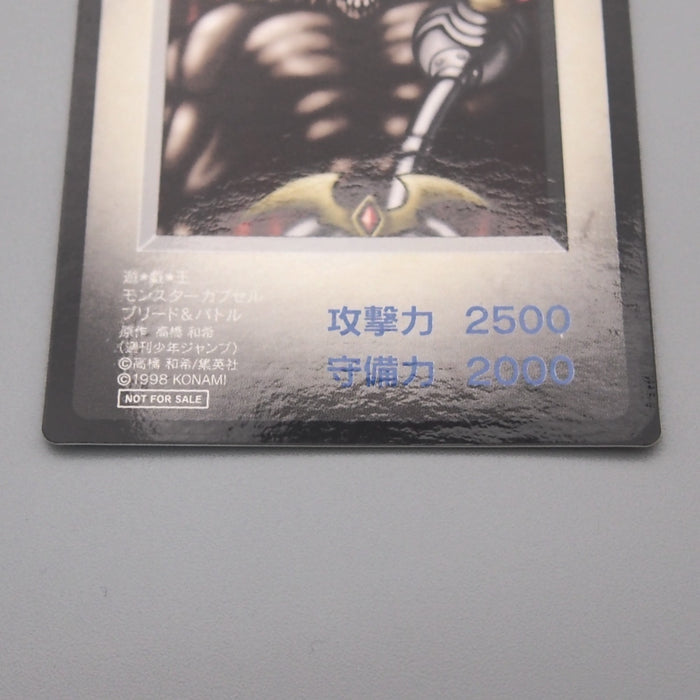 遊★戯★王
モンスターカプセル
ブリード&バトル
原作 高橋 和希
(週刊少年ジャンプ)
©高橋 和希/集英社
©1998 KONAMI
NOT FOR SALE
攻撃力 2500
守備力 2000